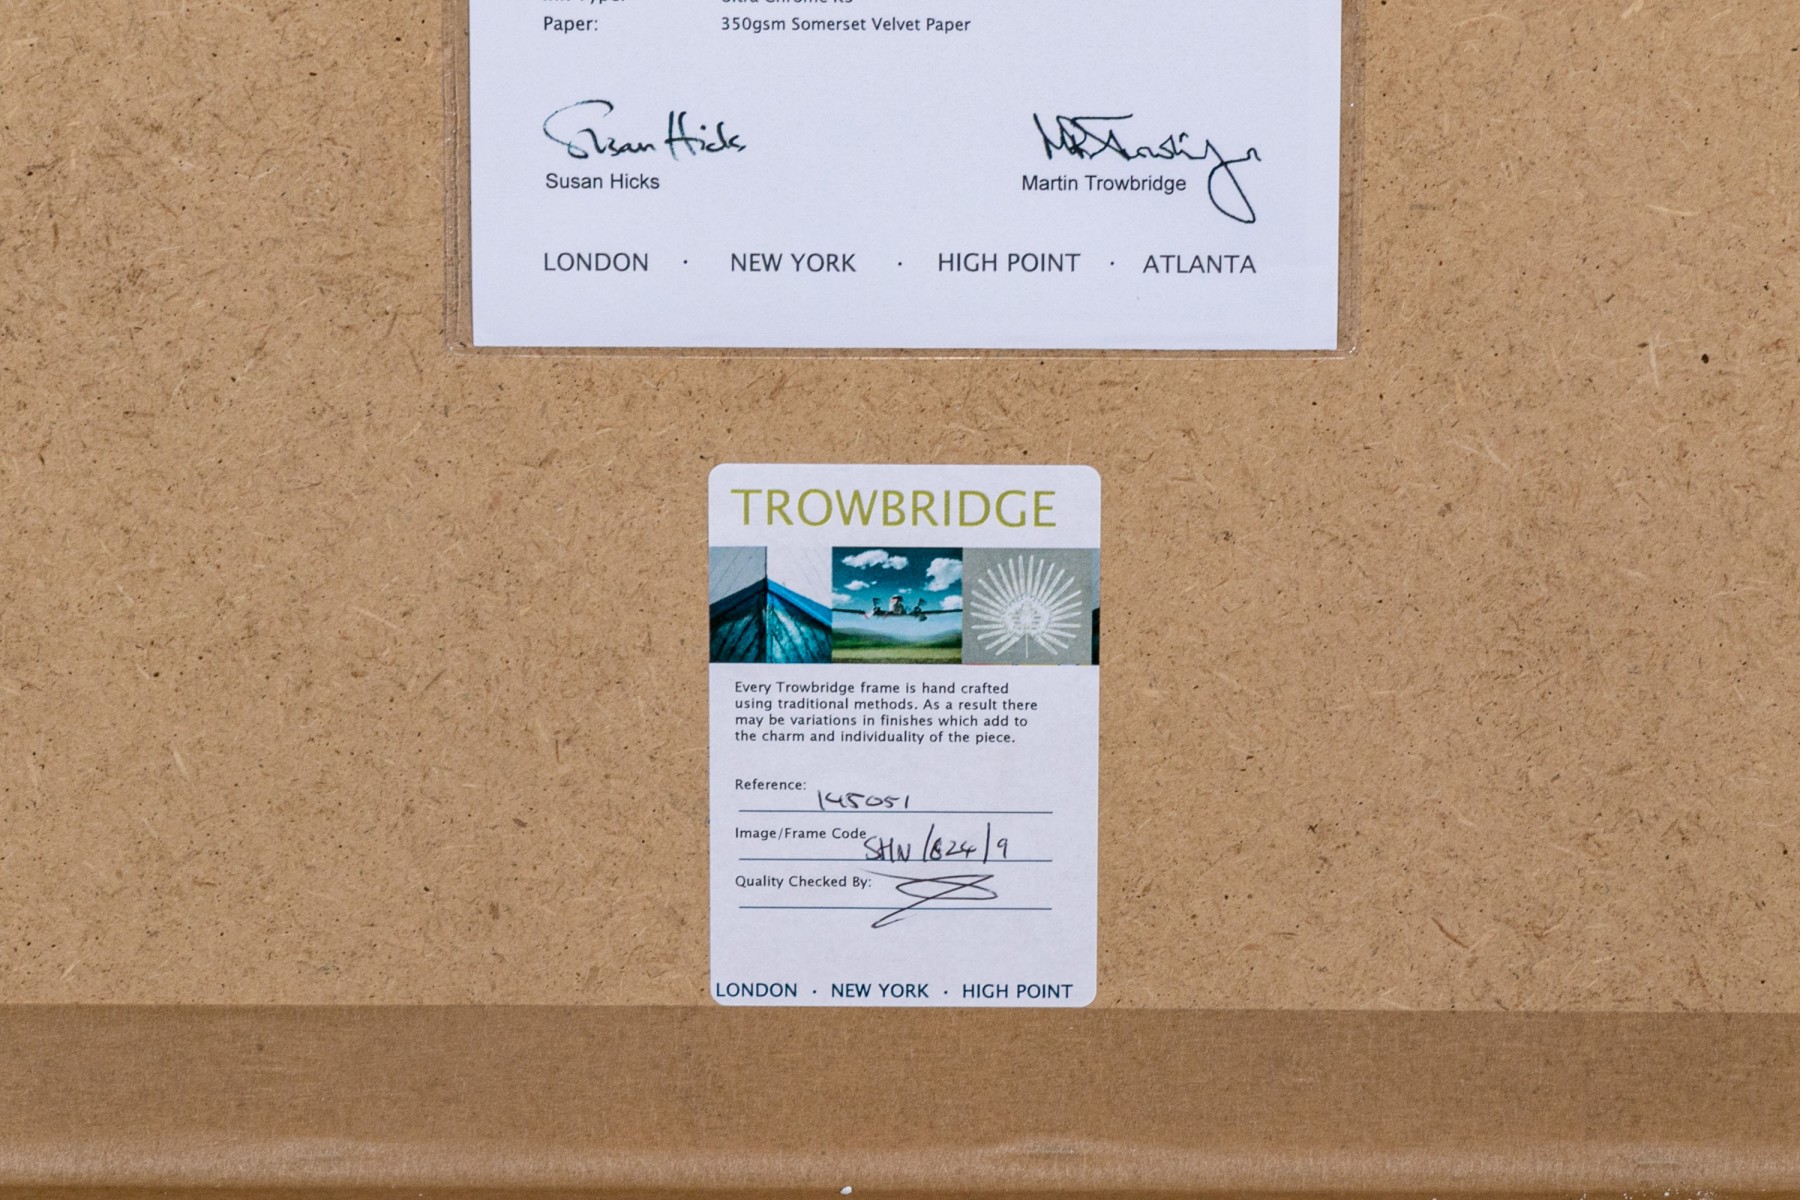 Paper: 350gsm Somerset Velvet Paper
Susan Hicks
Susan Hicks Martin Trowbridge
LONDON · NEW YORK · HIGH POINT · ATLANTA
TROWBRIDGE
Every Trowbridge frame is hand crafted
using traditional methods. As a result there
may be variations in finishes which add to
the charm and individuality of the piece.
Reference: 145051
Image/Frame Code SHN/824/9
Quality Checked By:
LONDON · NEW YORK · HIGH POINT